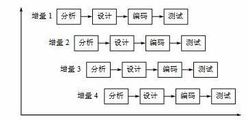 增量 1 分析 设计 编码 测试
增量 2 分析 设计 编码 测试
增量 3 分析 设计 编码 测试
增量 4 分析 设计 编码 测试